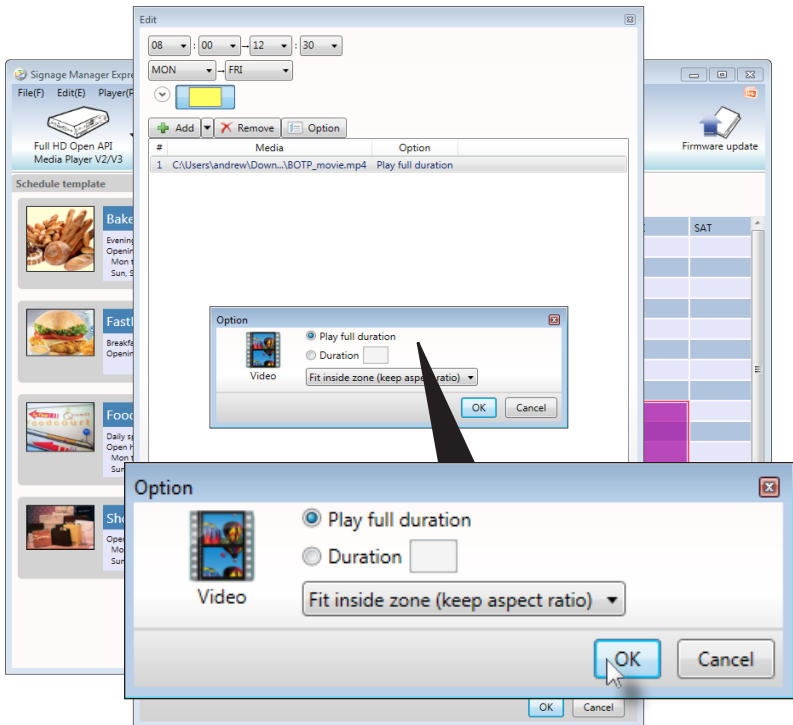 Edit
08 : 00 → 12 : 30
MON → FRI
Signage Manager Expre
File(F) Edit(E) Player(F
Full HD Open API
Media Player V2/V3
Firmware update
Add Remove Option
# Media Option
1 C:\Users\andrew\Down...\BOTP_movie.mp4 Play full duration
Schedule template
SAT
Bake
Evening
Openin
Mon t
Sun, S
Fastf
Breakfa
Openin
Option
Play full duration
Duration
Video
Fit inside zone (keep aspect ratio)
OK Cancel
Food
Daily sp
Open h
Mon t
Sun
Sho
Open
Mo
Sun
Option
Play full duration
Duration
Video
Fit inside zone (keep aspect ratio)
OK Cancel
OK Cancel